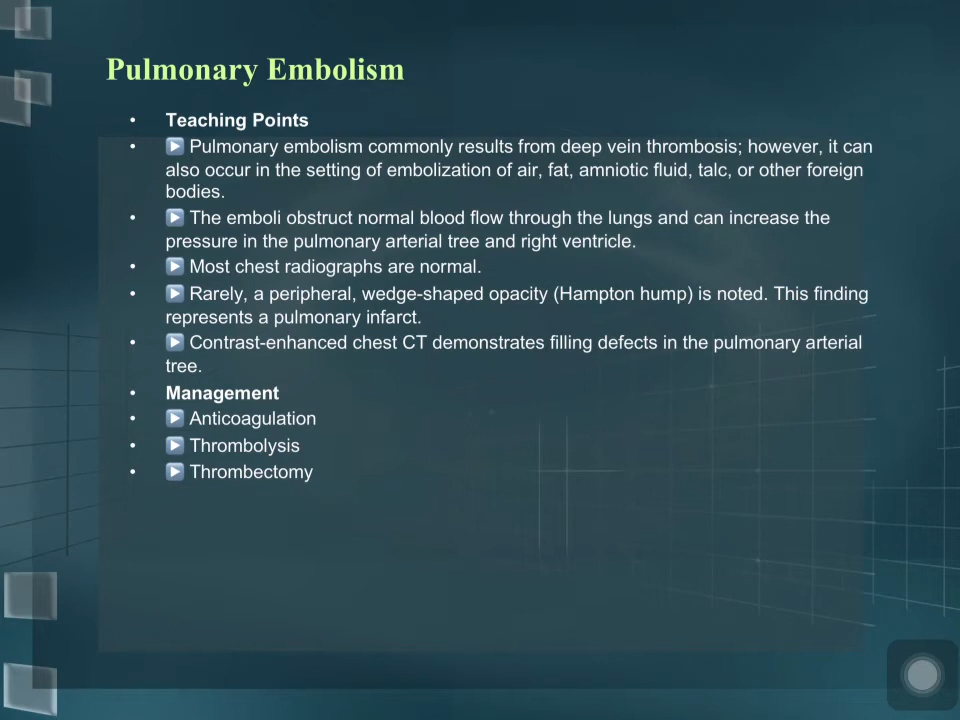 Pulmonary Embolism
• Teaching Points
• ▶ Pulmonary embolism commonly results from deep vein thrombosis; however, it can
also occur in the setting of embolization of air, fat, amniotic fluid, talc, or other foreign
bodies.
• ▶ The emboli obstruct normal blood flow through the lungs and can increase the
pressure in the pulmonary arterial tree and right ventricle.
• ▶ Most chest radiographs are normal.
• ▶ Rarely, a peripheral, wedge-shaped opacity (Hampton hump) is noted. This finding
represents a pulmonary infarct.
• ▶ Contrast-enhanced chest CT demonstrates filling defects in the pulmonary arterial
tree.
• Management
• ▶ Anticoagulation
• ▶ Thrombolysis
• ▶ Thrombectomy